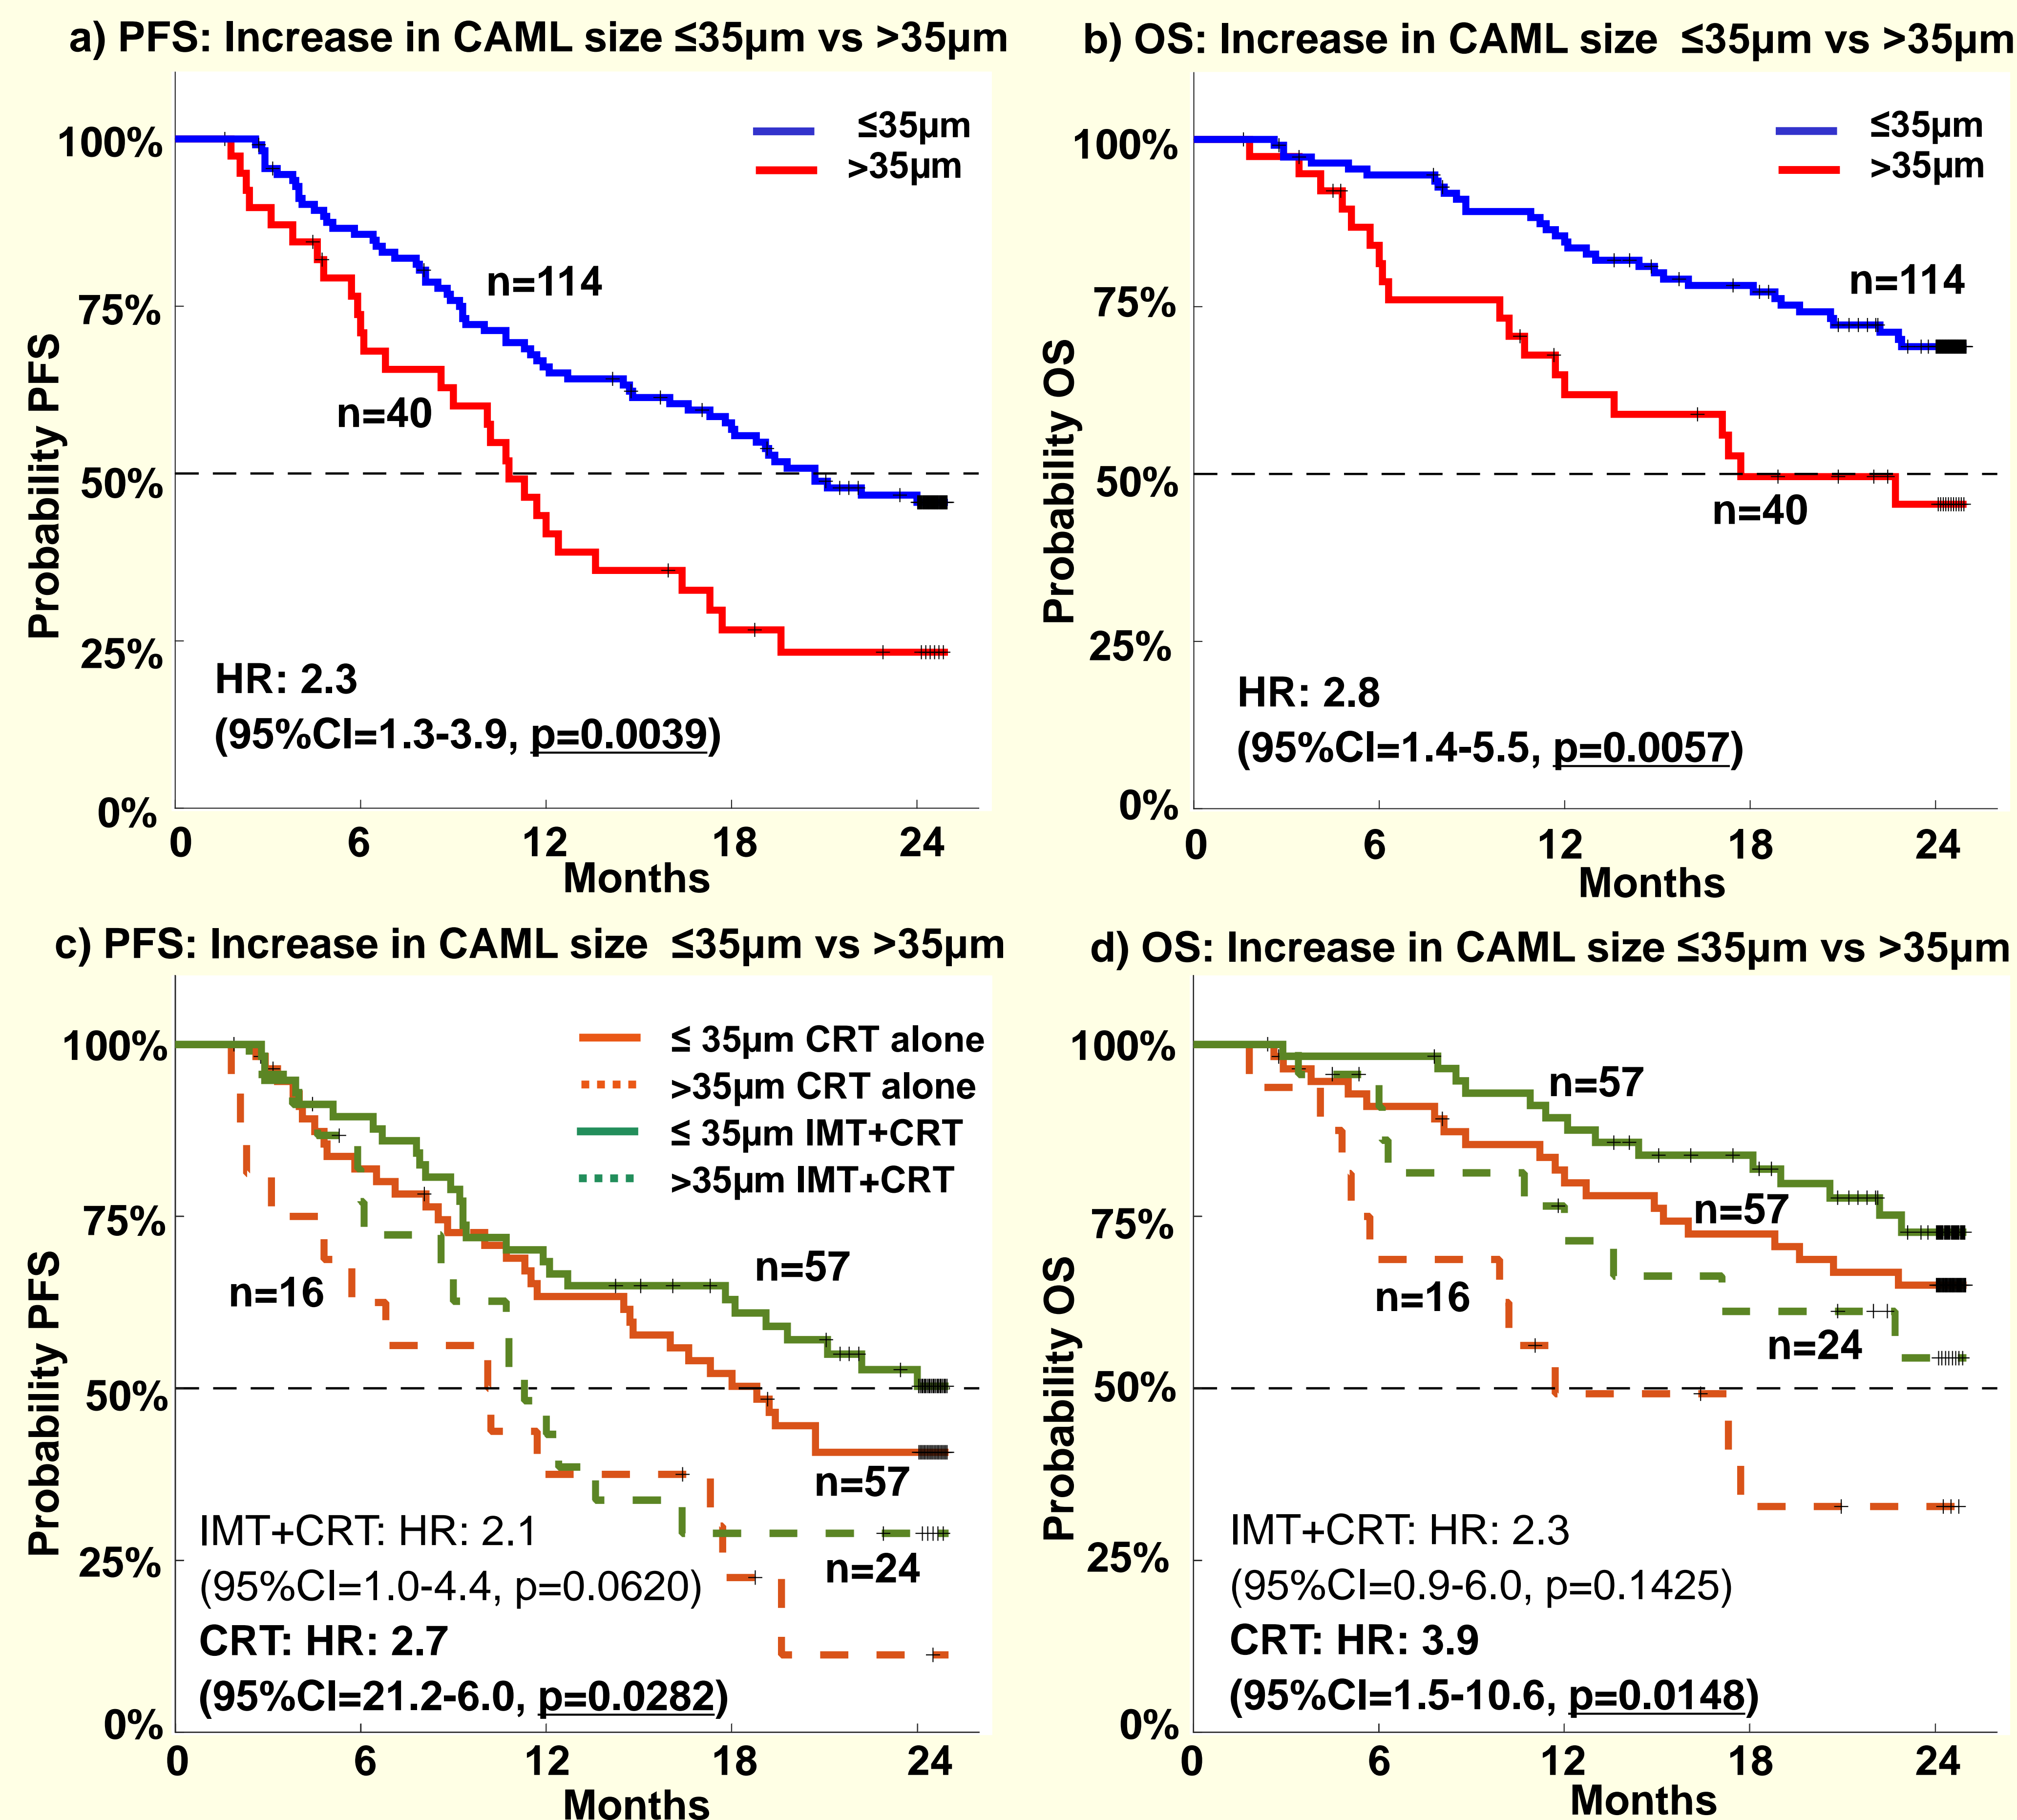 a) PFS: Increase in CAML size ≤35µm vs >35µm
≤35µm
>35µm
100%
75%
50%
25%
0%
Probability PFS
n=114
n=40
HR: 2.3
(95%CI=1.3-3.9, p=0.0039)
0 6 12 18 24
Months
b) OS: Increase in CAML size ≤35µm vs >35µm
≤35µm
>35µm
100%
75%
50%
25%
0%
Probability OS
n=114
n=40
HR: 2.8
(95%CI=1.4-5.5, p=0.0057)
0 6 12 18 24
Months
c) PFS: Increase in CAML size ≤35µm vs >35µm
≤ 35µm CRT alone
>35µm CRT alone
≤ 35µm IMT+CRT
>35µm IMT+CRT
100%
75%
50%
25%
0%
Probability PFS
n=16
n=57
n=57
n=24
IMT+CRT: HR: 2.1
(95%CI=1.0-4.4, p=0.0620)
CRT: HR: 2.7
(95%CI=21.2-6.0, p=0.0282)
0 6 12 18 24
Months
d) OS: Increase in CAML size ≤35µm vs >35µm
100%
75%
50%
25%
0%
Probability OS
n=57
n=57
n=16
n=24
IMT+CRT: HR: 2.3
(95%CI=0.9-6.0, p=0.1425)
CRT: HR: 3.9
(95%CI=1.5-10.6, p=0.0148)
0 6 12 18 24
Months